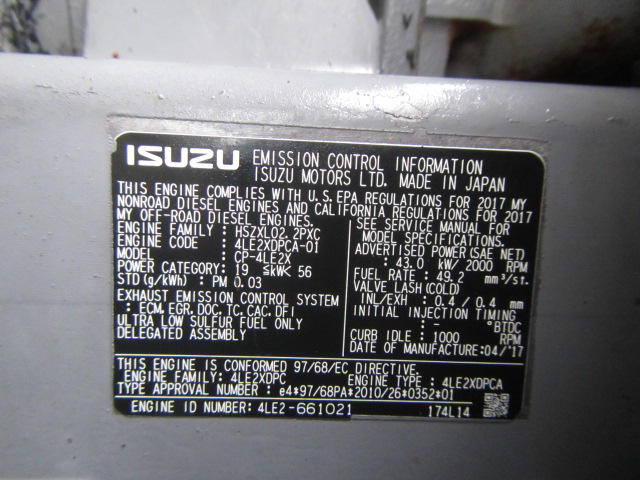 ISUZU EMISSION CONTROL INFORMATION
ISUZU MOTORS LTD. MADE IN JAPAN
THIS ENGINE COMPLIES WITH U.S.EPA REGULATIONS FOR 2017 MY
NONROAD DIESEL ENGINES AND CALIFORNIA REGULATIONS FOR 2017
MY OFF-ROAD DIESEL ENGINES.
ENGINE FAMILY : HSZXL02.2PXC
ENGINE CODE : 4LE2XDPCA-01
MODEL : CP-4LE2X
POWER CATEGORY: 19 ≦kW< 56
STD (g/kWh) : PM 0.03
EXHAUST EMISSION CONTROL SYSTEM
: ECM, EGR, DOC, TC, CAC, DFI
ULTRA LOW SULFUR FUEL ONLY
DELEGATED ASSEMBLY
SEE SERVICE MANUAL FOR
MODEL SPECIFICATIONS.
ADVERTISED POWER (SAE NET)
: 43.0 kW/ 2000 RPM
FUEL RATE : 49.2 mm³/st.
VALVE LASH (COLD)
IN/EXH : 0.4 / 0.4 mm
INITIAL INJECTION TIMING
: - °BTDC
CURB IDLE : 1000 RPM
DATE OF MANUFACTURE: 04/'17
THIS ENGINE IS CONFORMED 97/68/EC DIRECTIVE.
ENGINE FAMILY: 4LE2XDPC ENGINE TYPE : 4LE2XDPCA
TYPE APPROVAL NUMBER : e4*97/68PA*2010/26*0352*01
ENGINE ID NUMBER: 4LE2-661021 174L14